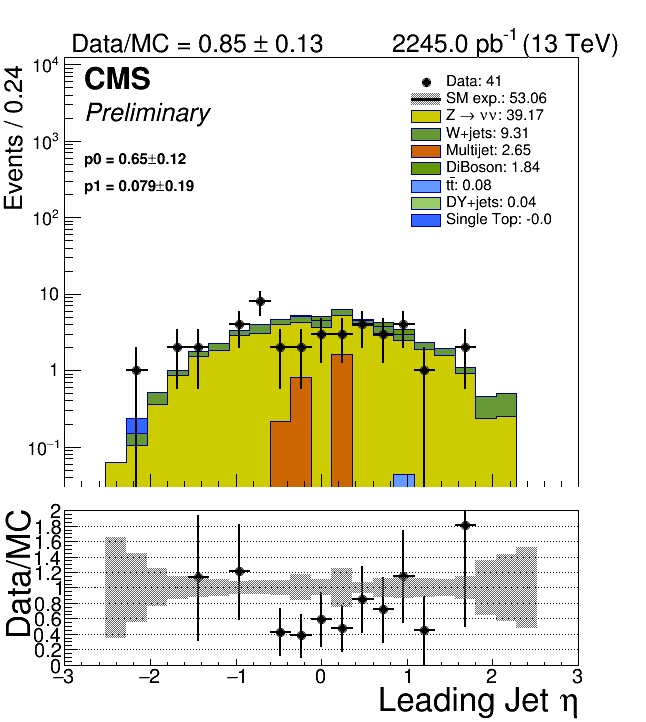 Data/MC = 0.85 ± 0.13 2245.0 pb⁻¹ (13 TeV)
CMS
Preliminary
p0 = 0.65±0.12
p1 = 0.079±0.19
Data: 41
SM exp.: 53.06
Z → νν: 39.17
W+jets: 9.31
Multijet: 2.65
DiBoson: 1.84
tt̄: 0.08
DY+jets: 0.04
Single Top: -0.0
Events / 0.24
10⁴
10³
10²
10
1
10⁻¹
Data/MC
2
1.8
1.6
1.4
1.2
1
0.8
0.6
0.4
0.2
0
−3 −2 −1 0 1 2 3
Leading Jet η